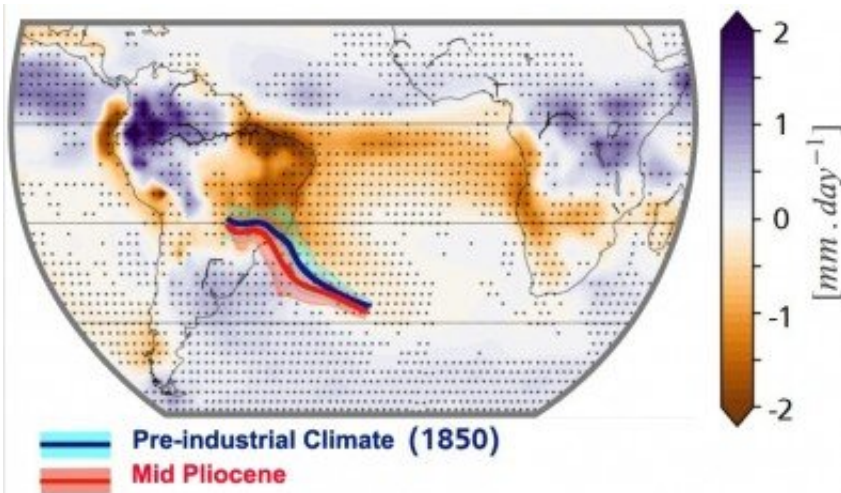 2
1
0
-1
-2
[mm . day⁻¹]
Pre-industrial Climate (1850)
Mid Pliocene